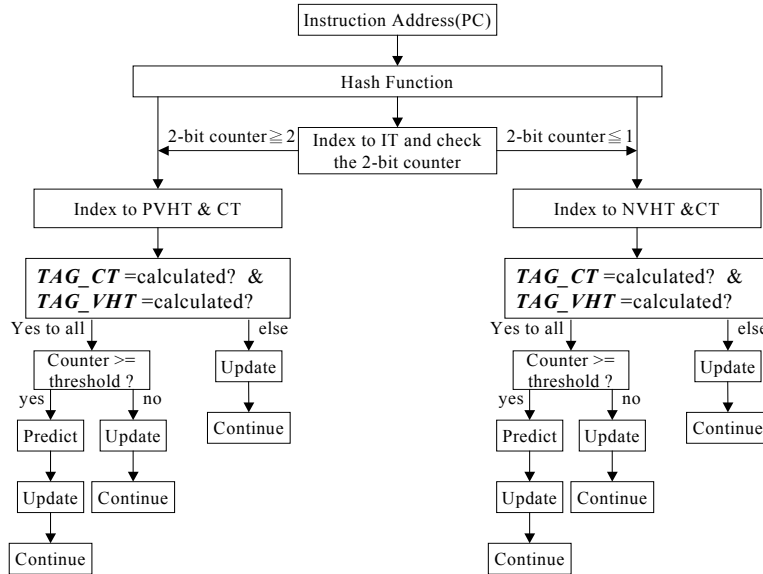 Instruction Address(PC)
Hash Function
2-bit counter≧2
Index to IT and check
the 2-bit counter
2-bit counter≦1
Index to PVHT & CT
Index to NVHT &CT
TAG_CT =calculated? &
TAG_VHT =calculated?
TAG_CT =calculated? &
TAG_VHT =calculated?
Yes to all
else
Yes to all
else
Counter >=
threshold ?
Update
Counter >=
threshold ?
Update
yes
no
yes
no
Predict
Update
Continue
Predict
Update
Continue
Update
Continue
Update
Continue
Continue
Continue